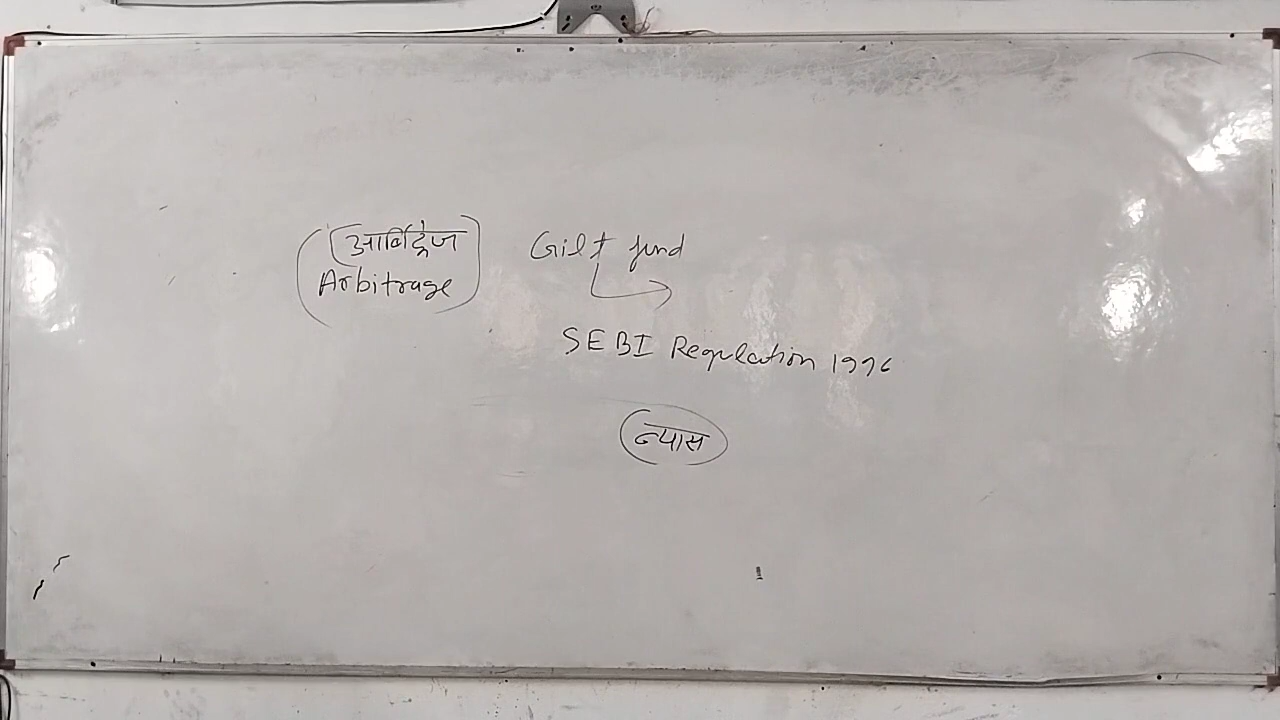 आर्बिट्रेज
Arbitrage
Gilt fund
SEBI Regulation 1996
न्यास